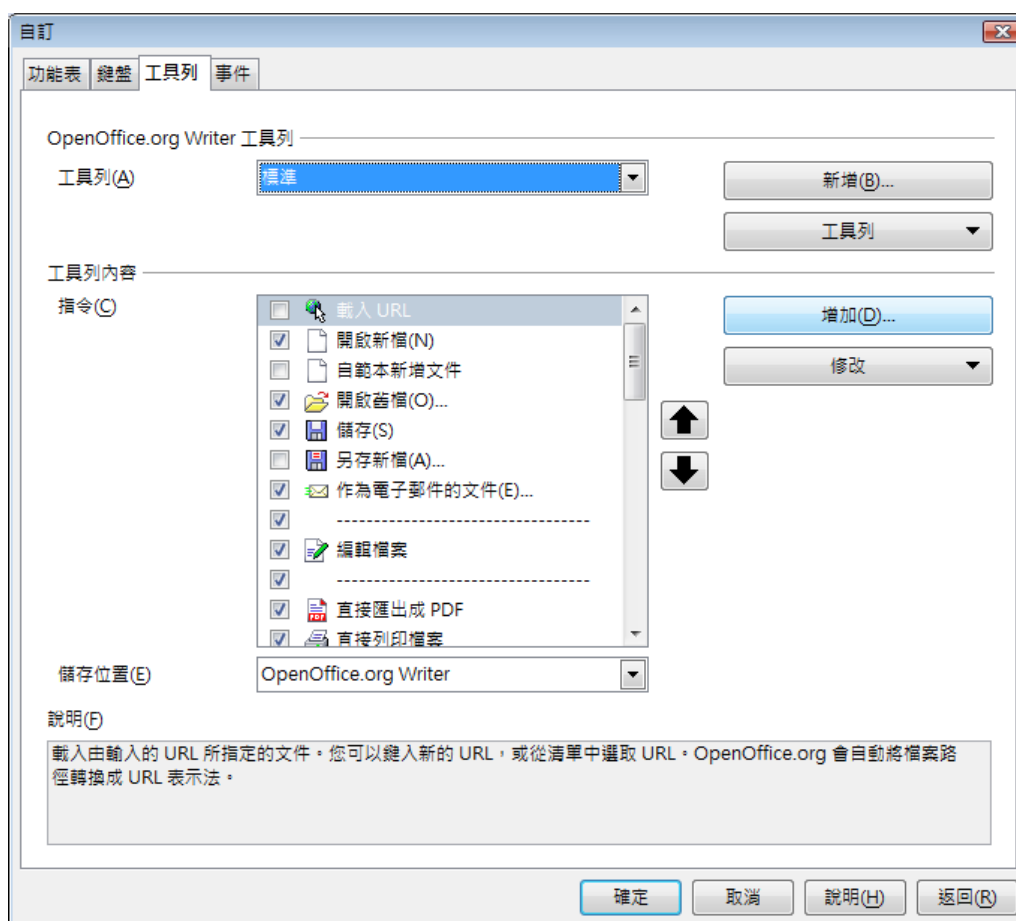 自訂
功能表 鍵盤 工具列 事件
OpenOffice.org Writer 工具列
工具列(A) 標準 新增(B)...
工具列
工具列內容
指令(C) 載入 URL 增加(D)...
開啟新檔(N)
自範本新增文件 修改
開啟舊檔(O)...
儲存(S)
另存新檔(A)...
作為電子郵件的文件(E)...
----------------------------------
編輯檔案
----------------------------------
直接匯出成 PDF
直接列印檔案
儲存位置(E) OpenOffice.org Writer
說明(F)
載入由輸入的 URL 所指定的文件。您可以鍵入新的 URL，或從清單中選取 URL。OpenOffice.org 會自動將檔案路
徑轉換成 URL 表示法。
確定 取消 說明(H) 返回(R)